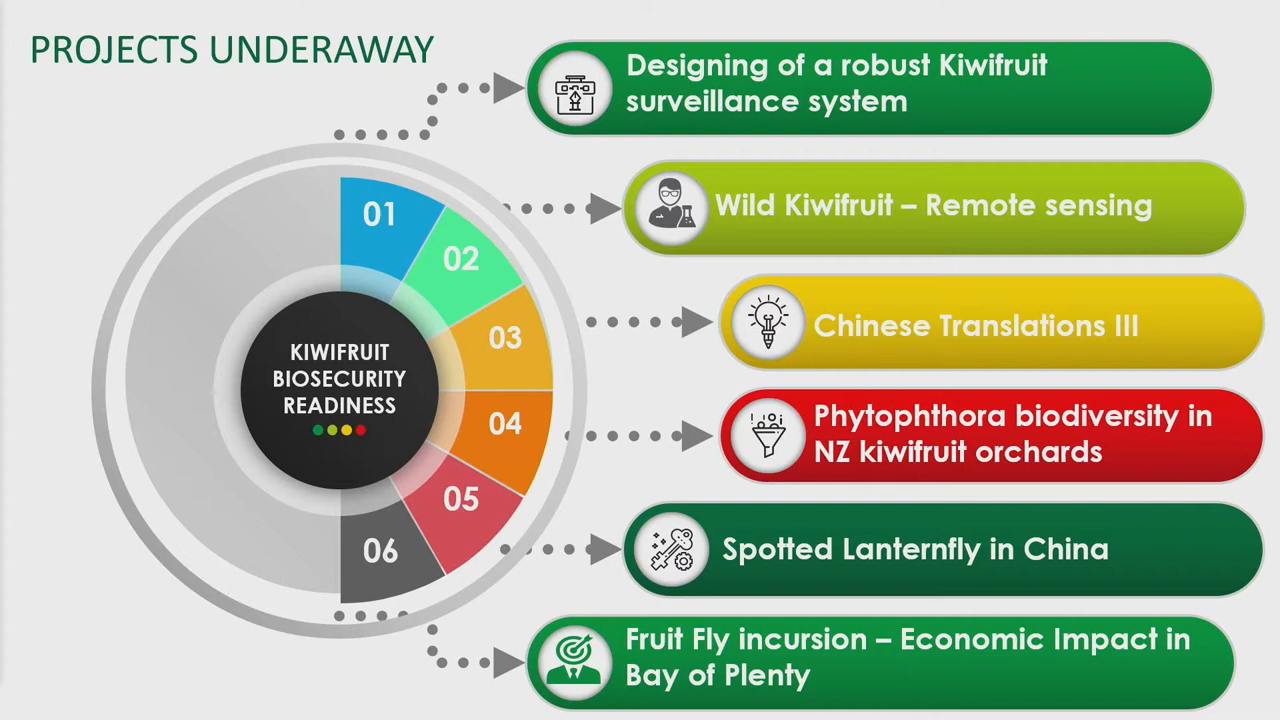 PROJECTS UNDERAWAY
KIWIFRUIT
BIOSECURITY
READINESS
01
02
03
04
05
06
Designing of a robust Kiwifruit
surveillance system
Wild Kiwifruit – Remote sensing
Chinese Translations III
Phytophthora biodiversity in
NZ kiwifruit orchards
Spotted Lanternfly in China
Fruit Fly incursion – Economic Impact in
Bay of Plenty